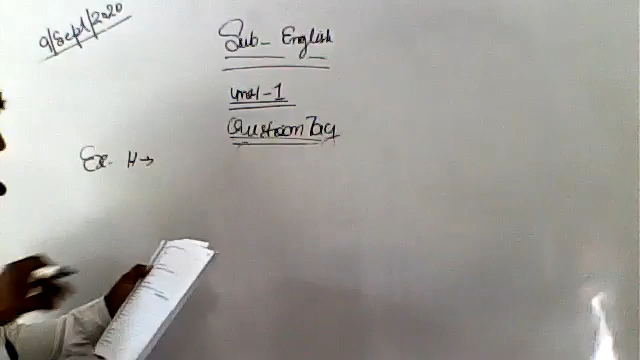 9/Sept/2020
Sub- English
unit-1
Question Tag
Ex. H→